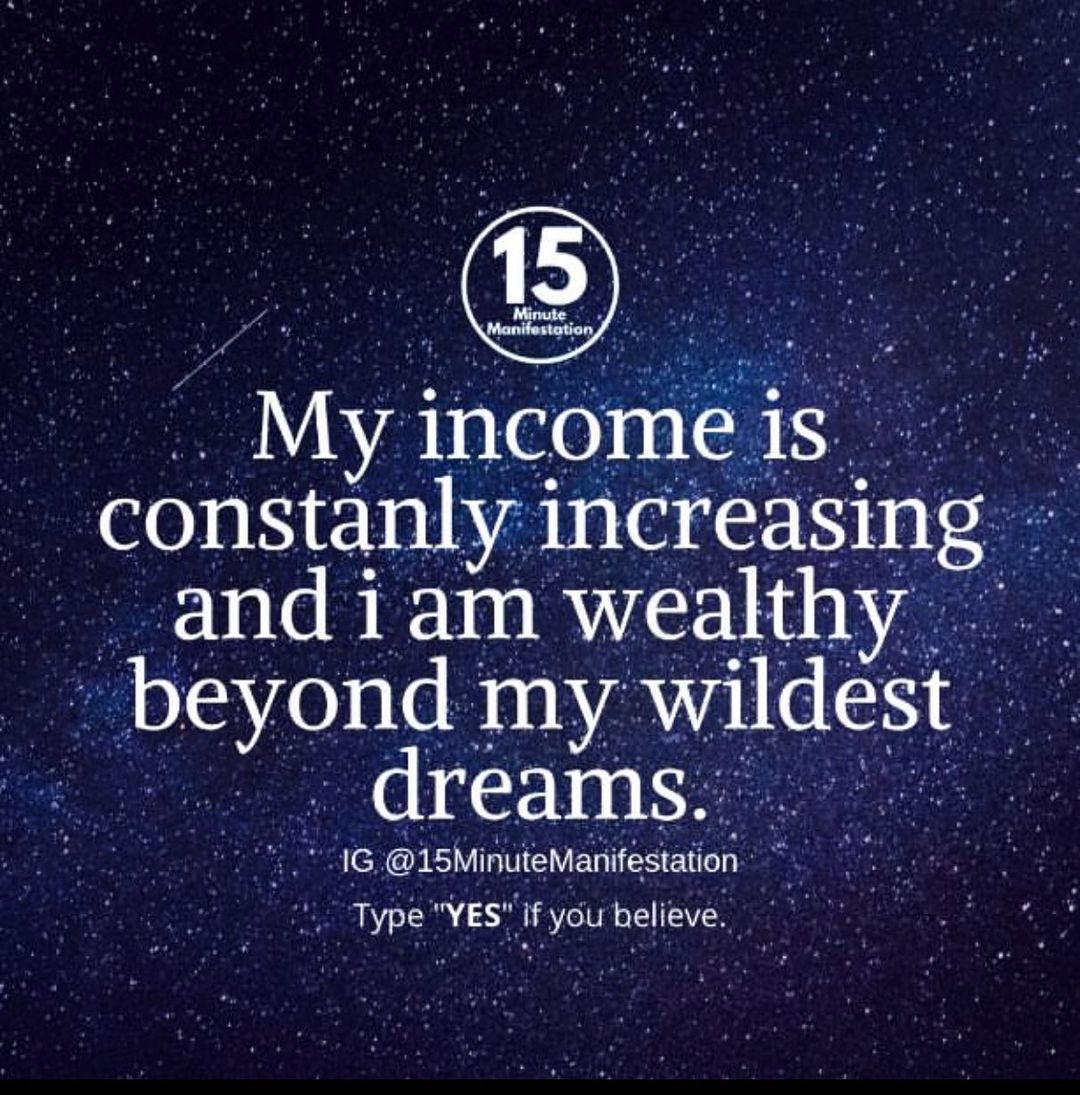 15
Minute
Manifestation
My income is
constanly increasing
and i am wealthy
beyond my wildest
dreams.
IG @15MinuteManifestation
Type "YES" if you believe.